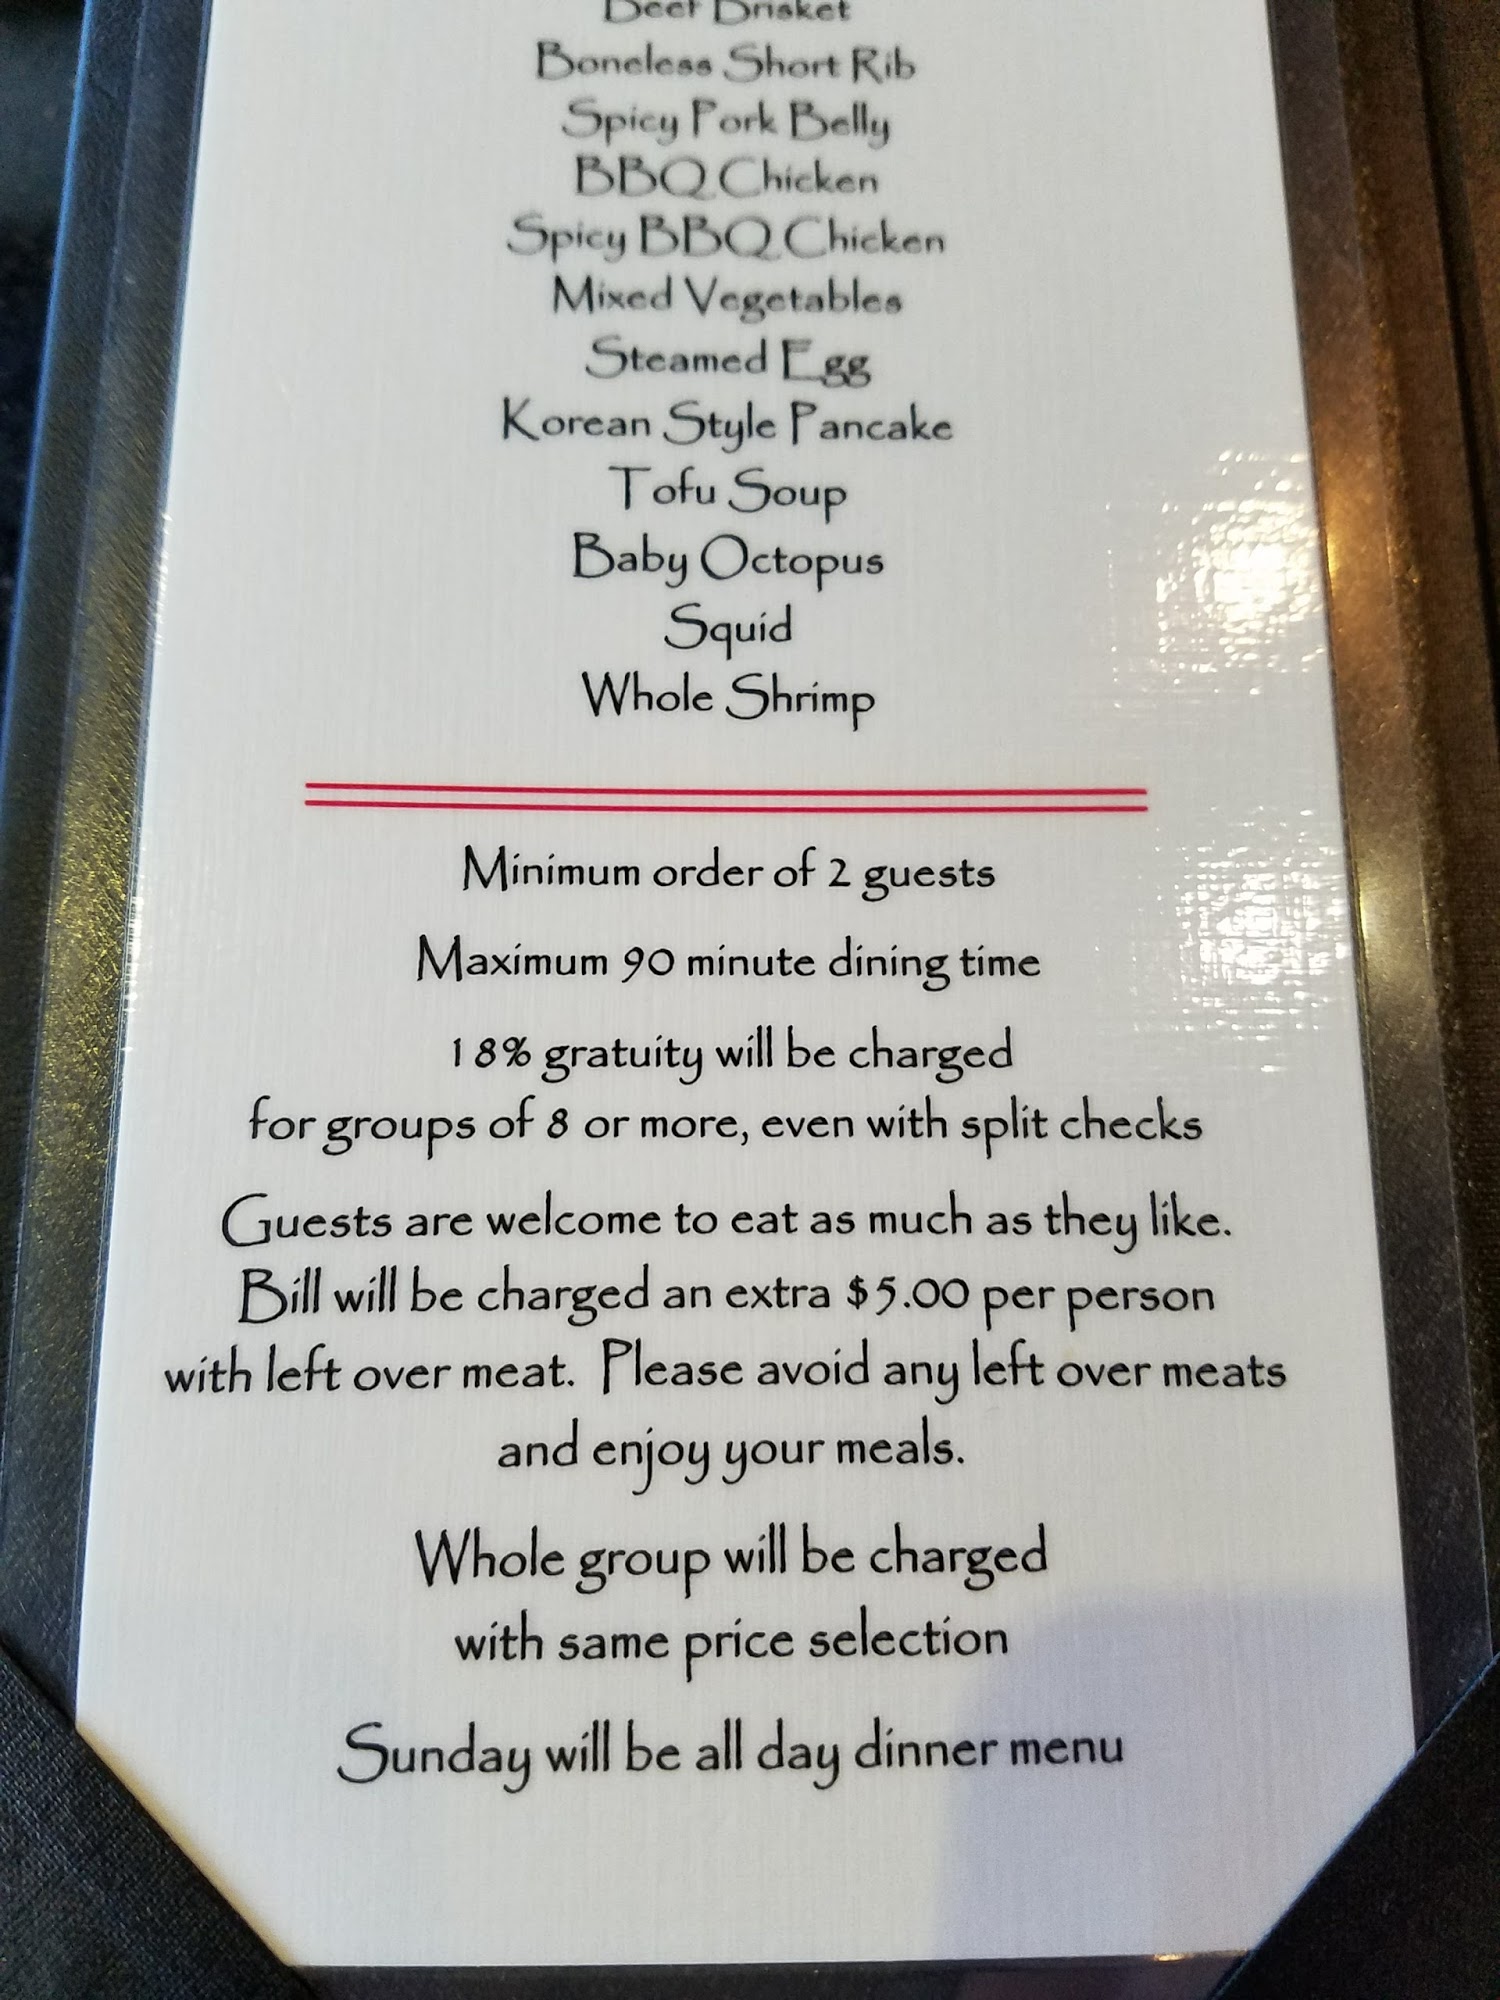 Beef Brisket
Boneless Short Rib
Spicy Pork Belly
BBQ Chicken
Spicy BBQ Chicken
Mixed Vegetables
Steamed Egg
Korean Style Pancake
Tofu Soup
Baby Octopus
Squid
Whole Shrimp
Minimum order of 2 guests
Maximum 90 minute dining time
18% gratuity will be charged
for groups of 8 or more, even with split checks
Guests are welcome to eat as much as they like.
Bill will be charged an extra $5.00 per person
with left over meat. Please avoid any left over meats
and enjoy your meals.
Whole group will be charged
with same price selection
Sunday will be all day dinner menu